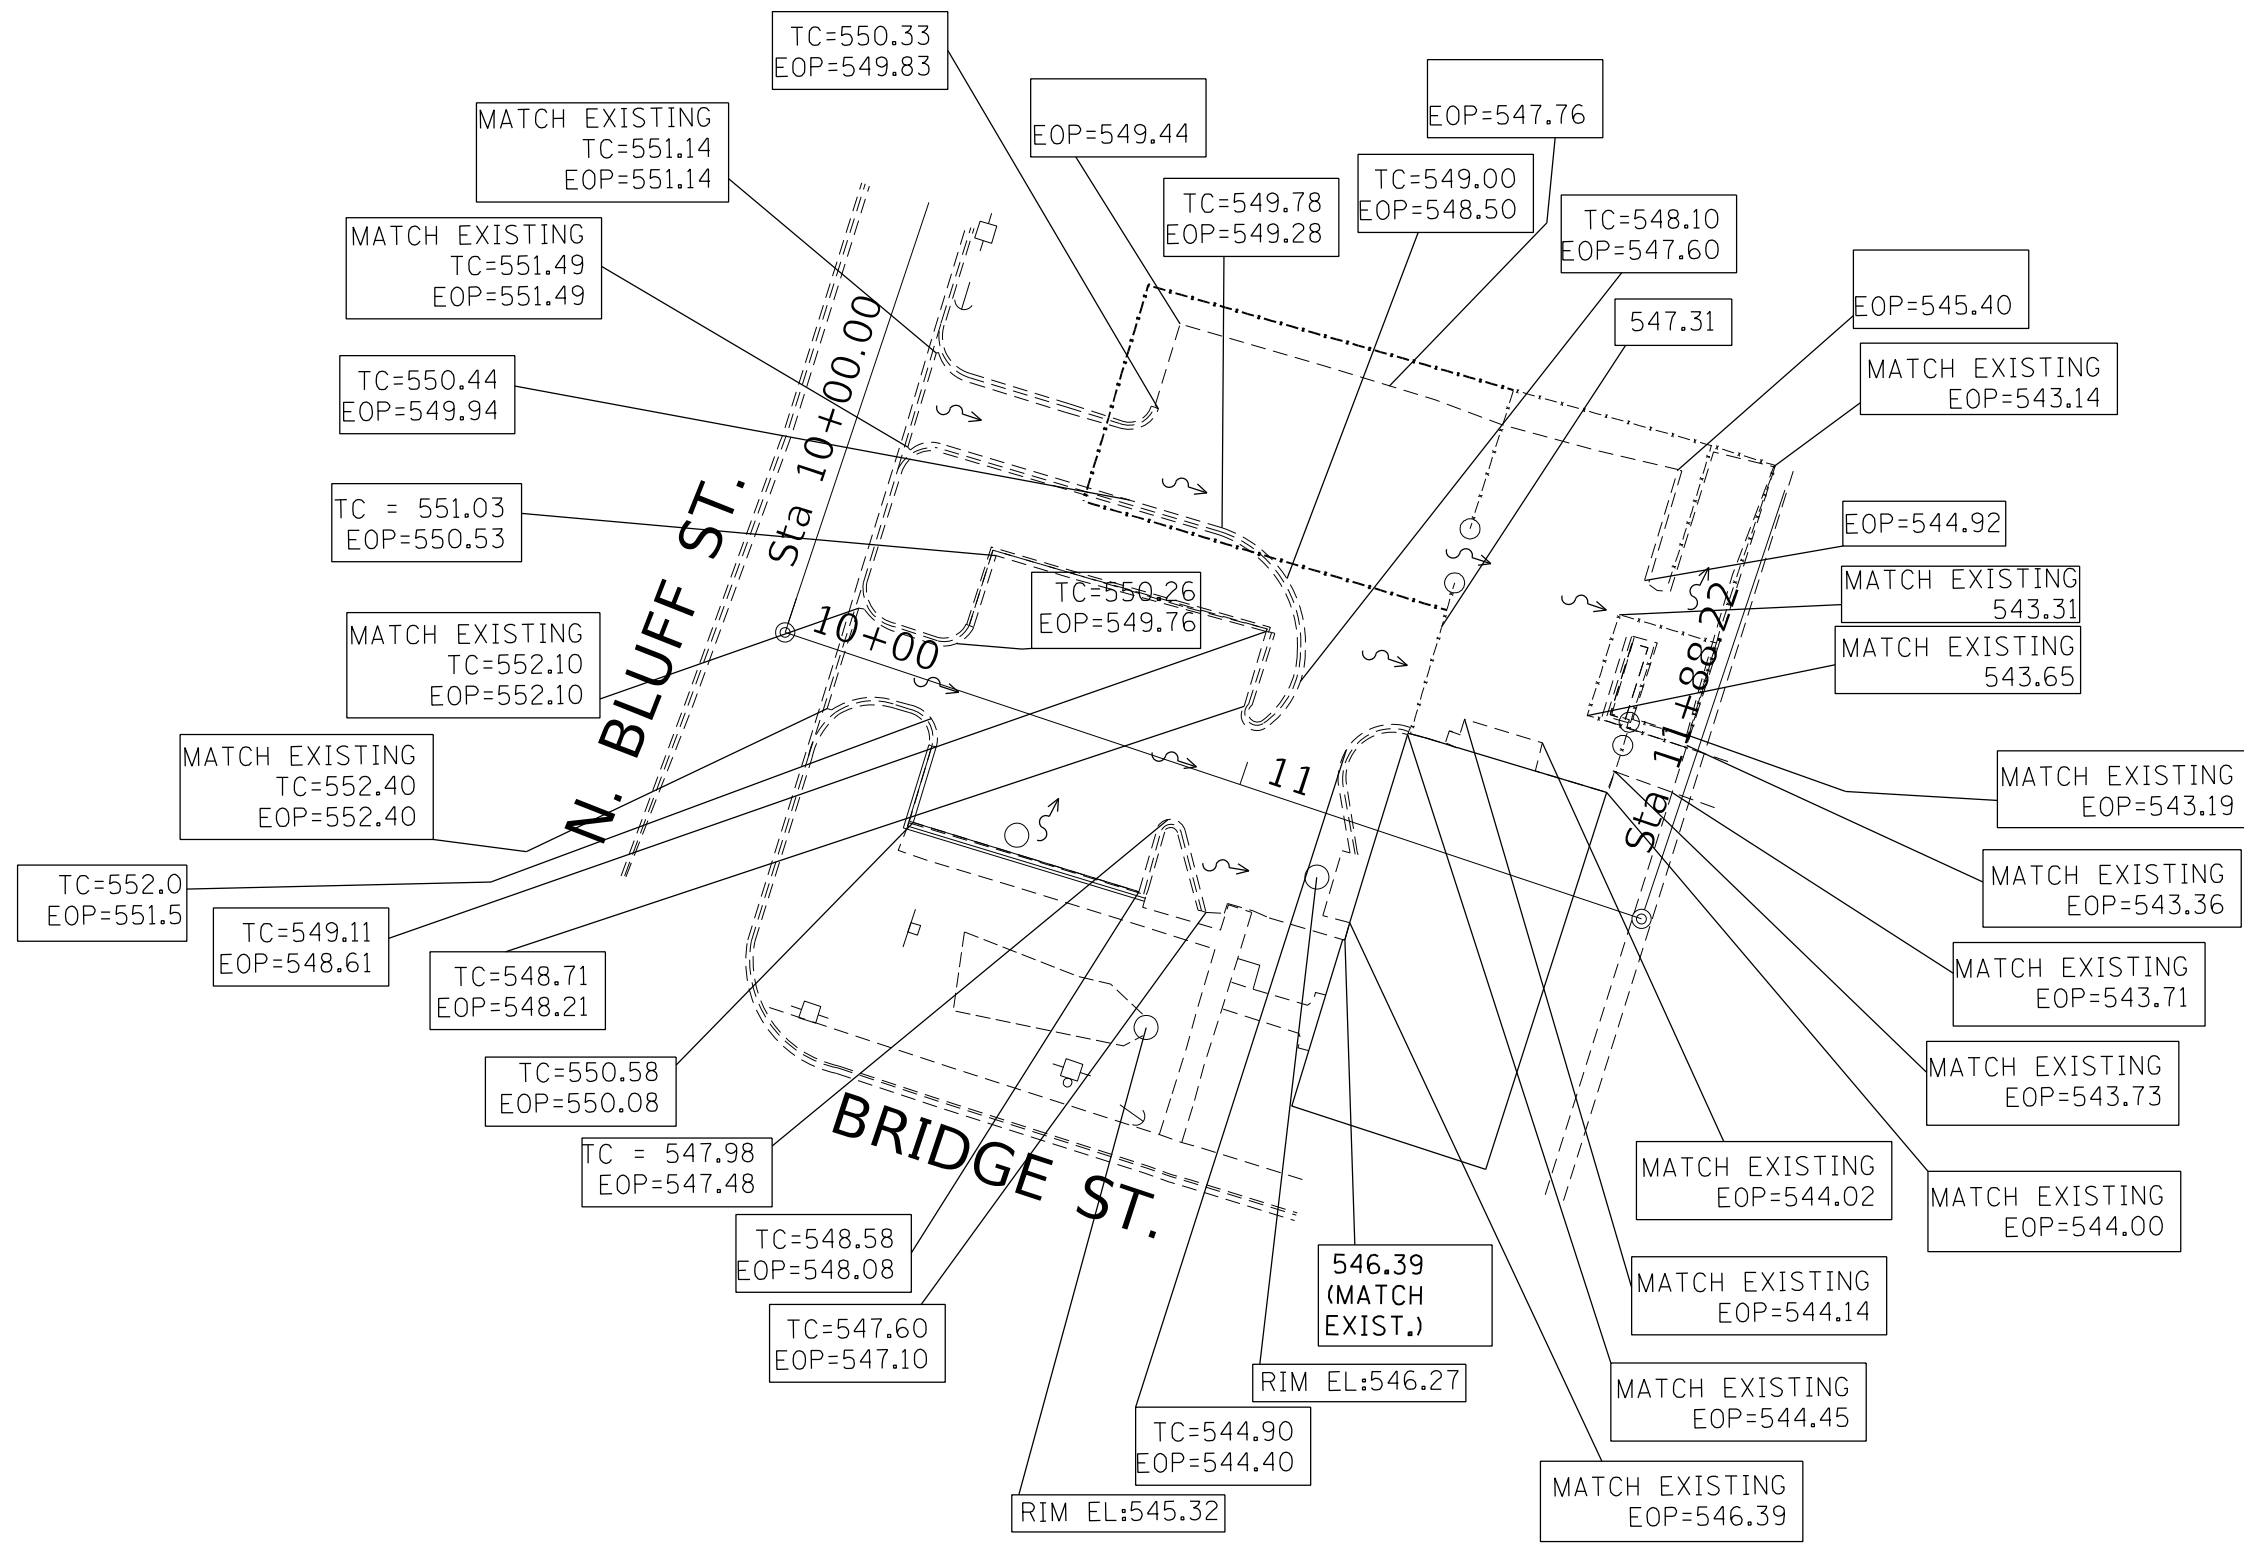 TC=550.33
EOP=549.83
EOP=549.44
EOP=547.76
MATCH EXISTING
TC=551.14
EOP=551.14
TC=549.78
EOP=549.28
TC=549.00
EOP=548.50
TC=548.10
EOP=547.60
MATCH EXISTING
TC=551.49
EOP=551.49
547.31
EOP=545.40
TC=550.44
EOP=549.94
MATCH EXISTING
EOP=543.14
Sta 10+00.00
TC = 551.03
EOP=550.53
EOP=544.92
N. BLUFF ST.
TC=550.26
EOP=549.76
MATCH EXISTING
543.31
MATCH EXISTING
TC=552.10
EOP=552.10
10+00
MATCH EXISTING
543.65
Sta 11+88.22
MATCH EXISTING
TC=552.40
EOP=552.40
11
MATCH EXISTING
EOP=543.19
TC=552.0
EOP=551.5
MATCH EXISTING
EOP=543.36
TC=549.11
EOP=548.61
TC=548.71
EOP=548.21
MATCH EXISTING
EOP=543.71
TC=550.58
EOP=550.08
MATCH EXISTING
EOP=543.73
BRIDGE ST.
TC = 547.98
EOP=547.48
MATCH EXISTING
EOP=544.02
MATCH EXISTING
EOP=544.00
TC=548.58
EOP=548.08
546.39
(MATCH
EXIST.)
MATCH EXISTING
EOP=544.14
TC=547.60
EOP=547.10
RIM EL:546.27
MATCH EXISTING
EOP=544.45
TC=544.90
EOP=544.40
MATCH EXISTING
EOP=546.39
RIM EL:545.32